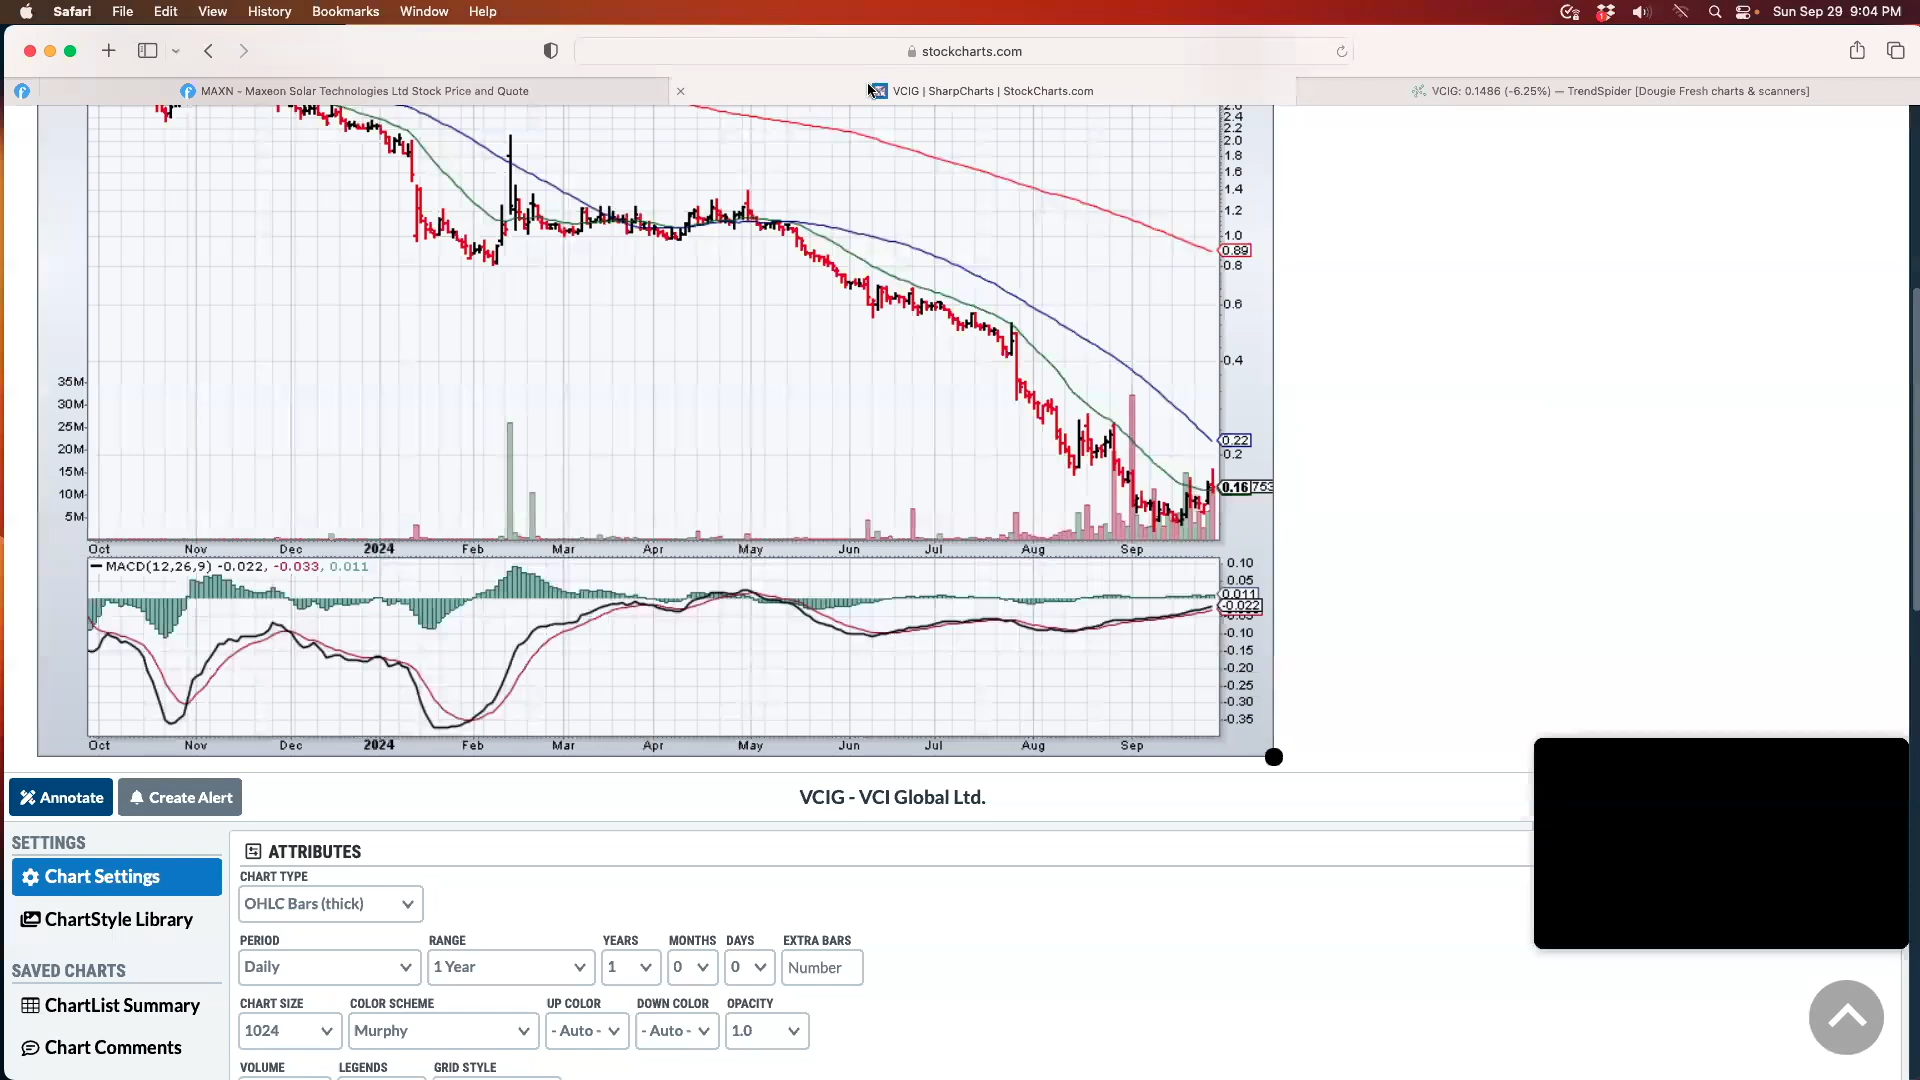 Safari File Edit View History Bookmarks Window Help Sun Sep 29 9:04 PM
stockcharts.com
MAXN - Maxeon Solar Technologies Ltd Stock Price and Quote
VCIG | SharpCharts | StockCharts.com
VCIG: 0.1486 (-6.25%) — TrendSpider [Dougie Fresh charts & scanners]
2.4
2.2
2.0
1.8
1.6
1.4
1.2
1.0
0.89
0.8
0.6
0.4
35M
30M
25M
20M
15M
10M
5M
0.22
0.2
0.16
753
Oct Nov Dec 2024 Feb Mar Apr May Jun Jul Aug Sep
MACD(12,26,9) -0.022, -0.033, 0.011
0.10
0.05
0.011
-0.022
-0.10
-0.15
-0.20
-0.25
-0.30
-0.35
Oct Nov Dec 2024 Feb Mar Apr May Jun Jul Aug Sep
Annotate Create Alert VCIG - VCI Global Ltd.
SETTINGS
Chart Settings
ChartStyle Library
SAVED CHARTS
ChartList Summary
Chart Comments
ATTRIBUTES
CHART TYPE
OHLC Bars (thick)
PERIOD RANGE YEARS MONTHS DAYS EXTRA BARS
Daily 1 Year 1 0 0 Number
CHART SIZE COLOR SCHEME UP COLOR DOWN COLOR OPACITY
1024 Murphy - Auto - - Auto - 1.0
VOLUME LEGENDS GRID STYLE